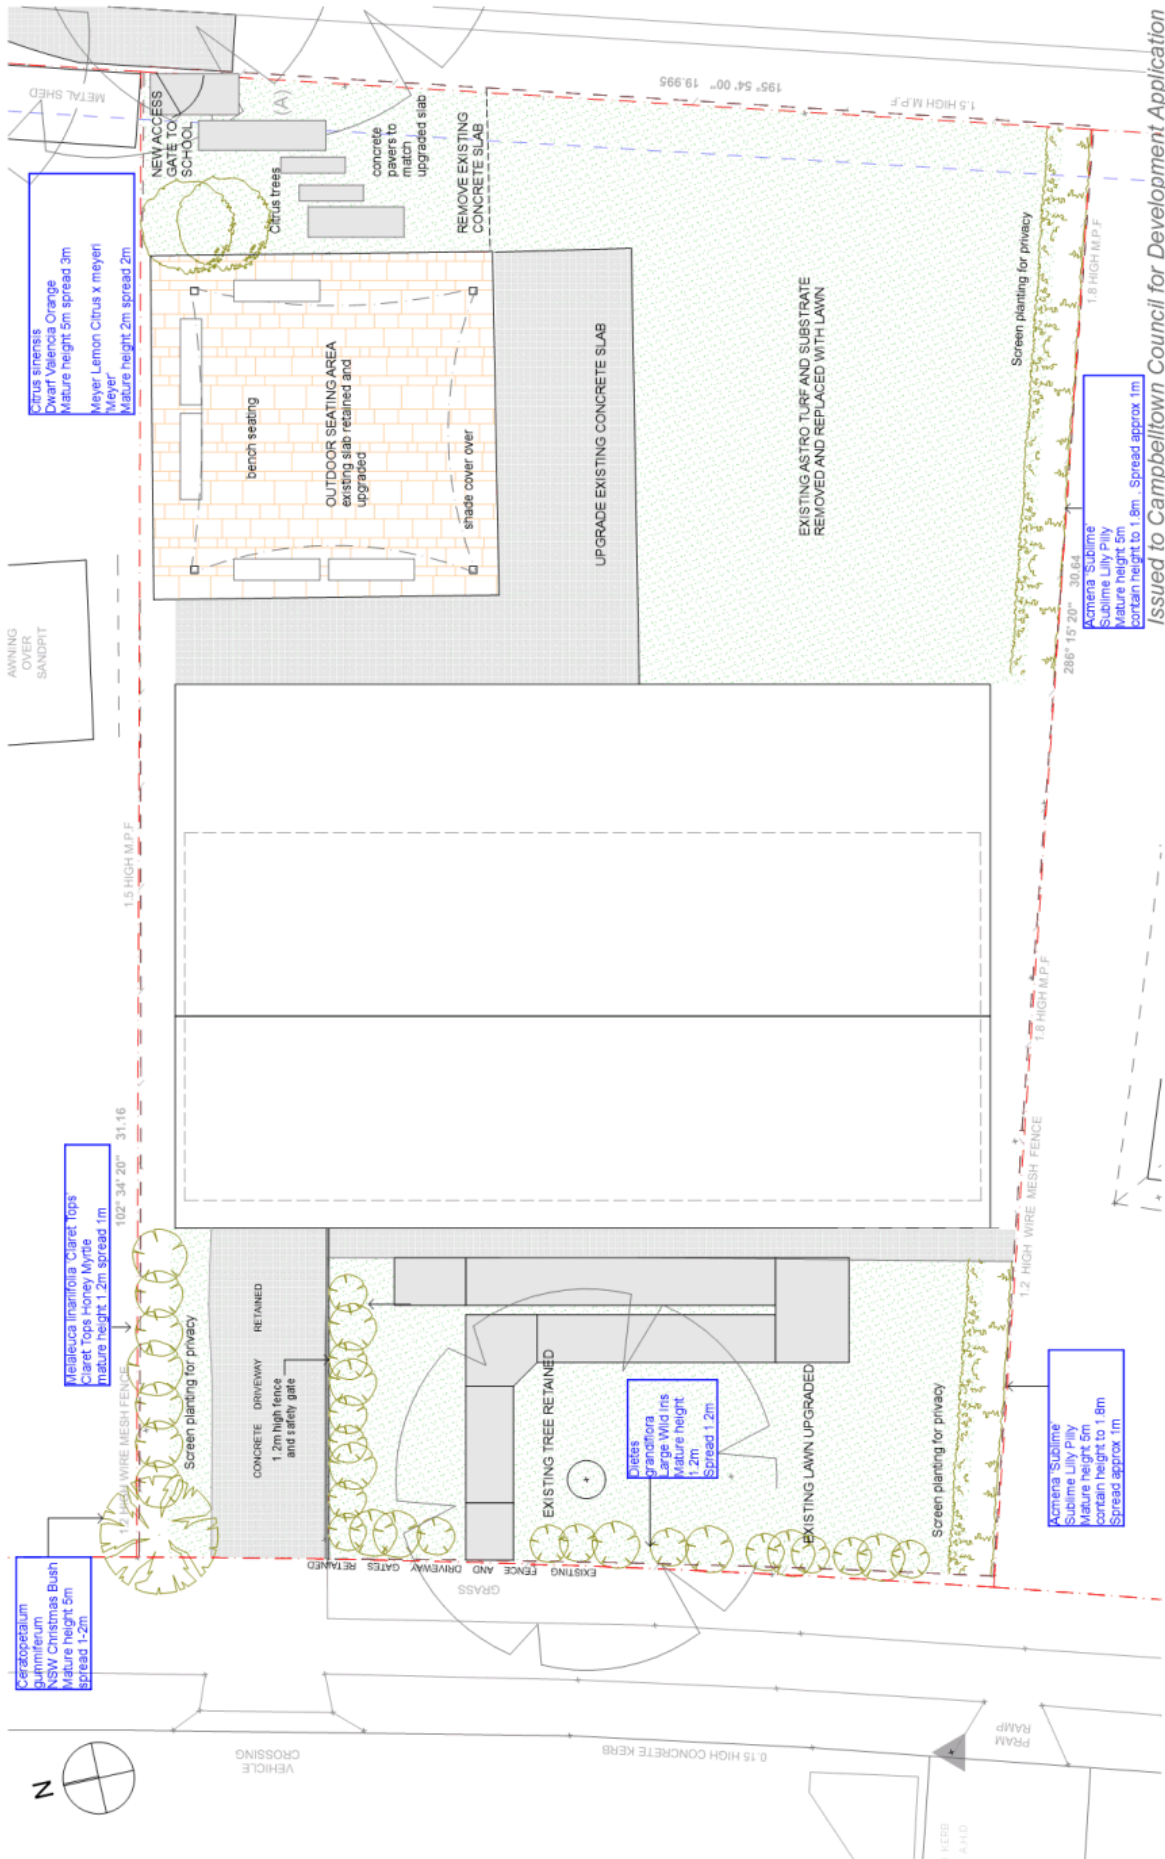 METAL SHED
NEW ACCESS
GATE TO
SCHOOL
(A)
195° 54' 00" 19.995
1.5 HIGH M.P.F
Citrus sinensis
Dwarf Valencia Orange
Mature height 5m spread 3m
Meyer Lemon Citrus x meyeri
'Meyer'
Mature height 2m spread 2m
Citrus trees
concrete
pavers to
match
upgraded slab
REMOVE EXISTING
CONCRETE SLAB
AWNING
OVER
SANDPIT
bench seating
OUTDOOR SEATING AREA
existing slab retained and
upgraded
shade cover over
UPGRADE EXISTING CONCRETE SLAB
EXISTING ASTRO TURF AND SUBSTRATE
REMOVED AND REPLACED WITH LAWN
Screen planting for privacy
1.8 HIGH M.P.F
Acmena 'Sublime'
Sublime Lilly Pilly
Mature height 5m
contain height to 1.8m , Spread approx 1m
286° 15' 20" 30.64
Issued to Campbelltown Council for Development Application
1.5 HIGH M.P.F
102° 34' 20" 31.16
1.8 HIGH M.P.F
1.2 HIGH WIRE MESH FENCE
Melaleuca linariifolia 'Claret Tops'
Claret Tops Honey Myrtle
mature height 1.2m spread 1m
HIGH WIRE MESH FENCE
Screen planting for privacy
CONCRETE DRIVEWAY RETAINED
1.2m high fence
and safety gate
EXISTING TREE RETAINED
Dietes
grandiflora
Large Wild Iris
Mature height
1.2m
Spread 1.2m
EXISTING LAWN UPGRADED
Screen planting for privacy
Acmena 'Sublime'
Sublime Lilly Pilly
Mature height 5m
contain height to 1.8m
Spread approx 1m
Ceratopetalum
gummiferum
NSW Christmas Bush
Mature height 5m
spread 1-2m
EXISTING FENCE AND DRIVEWAY GATES RETAINED
GRASS
N
VEHICLE
CROSSING
0.15 HIGH CONCRETE KERB
PRAM
RAMP
KERB
A.H.D